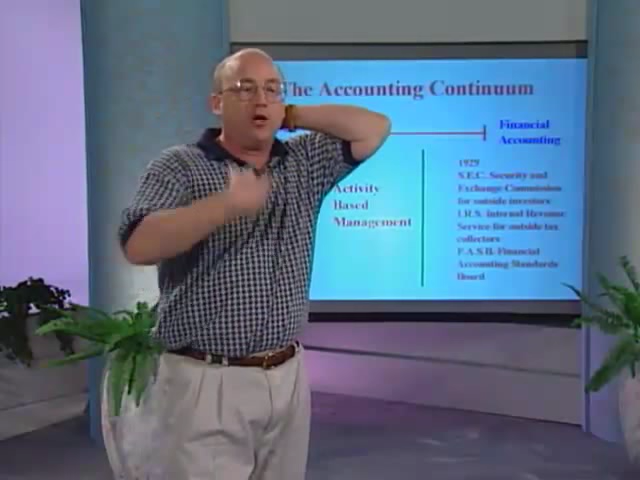 The Accounting Continuum
Financial
Accounting
Activity
Based
Management
1929
S.E.C. Security and
Exchange Commission
for outside investors
I.R.S. Internal Revenue
Service for outside tax
collectors
F.A.S.B. Financial
Accounting Standards
Board